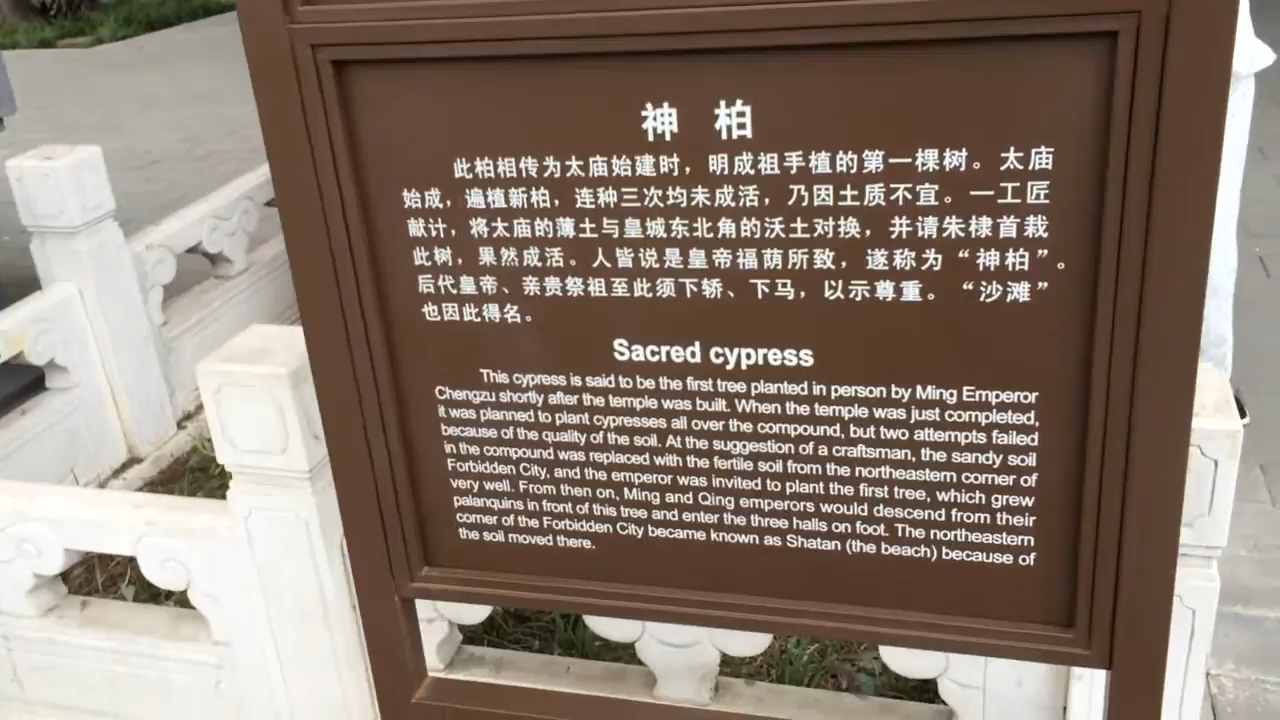 神 柏
此柏相传为太庙始建时，明成祖手植的第一棵树。太庙
始成，遍植新柏，连种三次均未成活，乃因土质不宜。一工匠
献计，将太庙的薄土与皇城东北角的沃土对换，并请朱棣首栽
此树，果然成活。人皆说是皇帝福荫所致，遂称为“神柏”。
后代皇帝、亲贵祭祖至此须下轿、下马，以示尊重。“沙滩”
也因此得名。
Sacred cypress
This cypress is said to be the first tree planted in person by Ming Emperor
Chengzu shortly after the temple was built. When the temple was just completed,
it was planned to plant cypresses all over the compound, but two attempts failed
because of the quality of the soil. At the suggestion of a craftsman, the sandy soil
in the compound was replaced with the fertile soil from the northeastern corner of
Forbidden City, and the emperor was invited to plant the first tree, which grew
very well. From then on, Ming and Qing emperors would descend from their
palanquins in front of this tree and enter the three halls on foot. The northeastern
corner of the Forbidden City became known as Shatan (the beach) because of
the soil moved there.